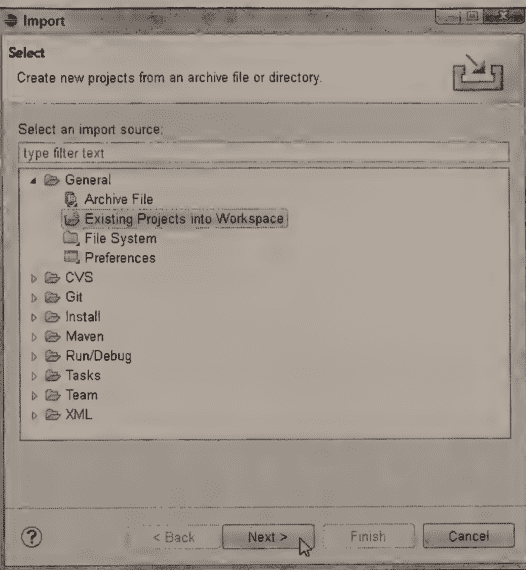 Import
Select
Create new projects from an archive file or directory.
Select an import source:
type filter text
General
Archive File
Existing Projects into Workspace
File System
Preferences
CVS
Git
Install
Maven
Run/Debug
Tasks
Team
XML
? < Back Next > Finish Cancel